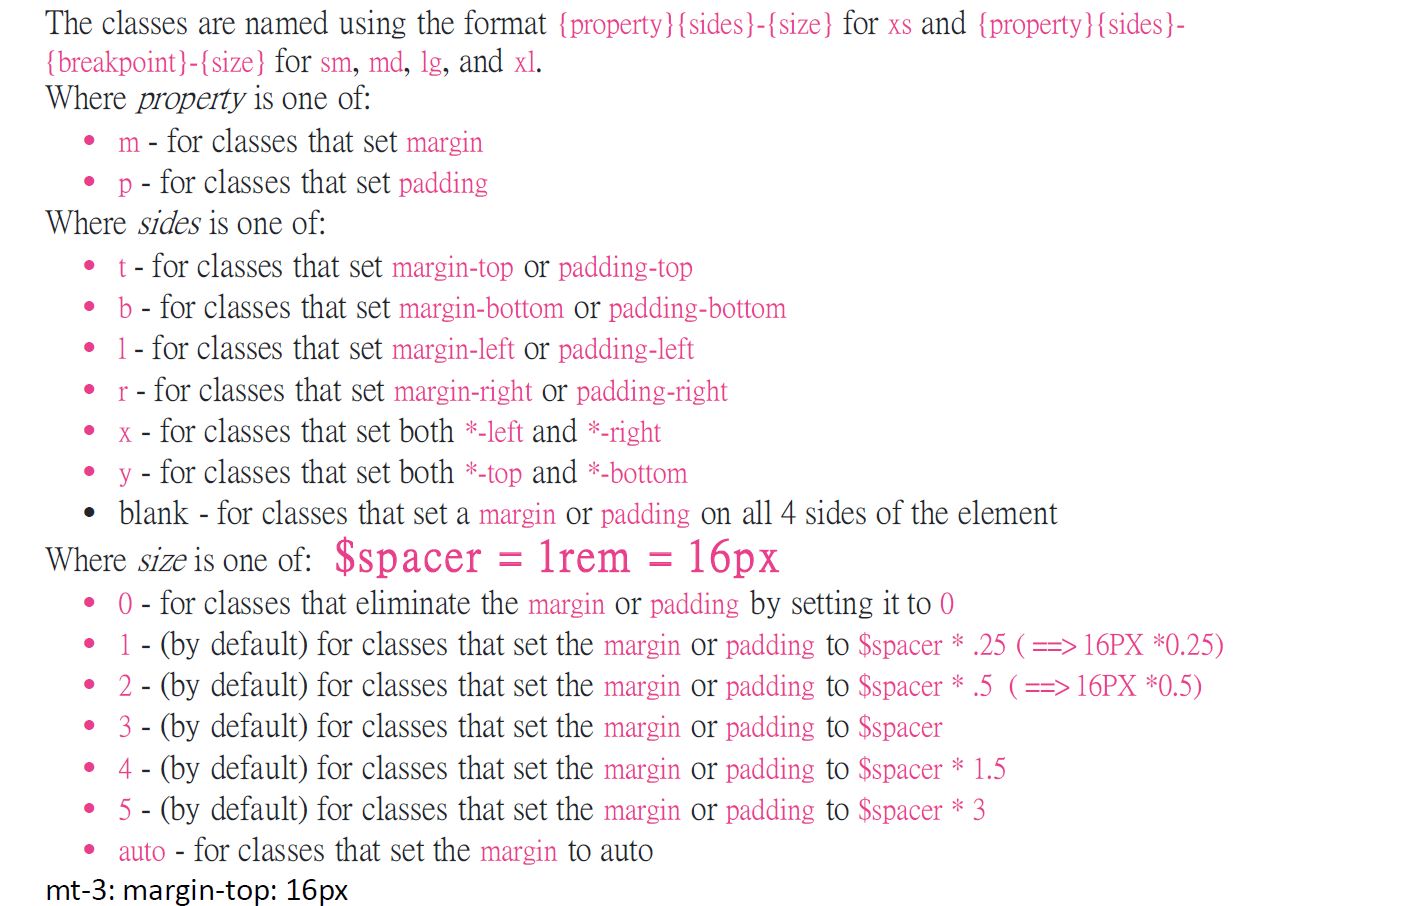 The classes are named using the format {property}{sides}-{size} for xs and {property}{sides}-
{breakpoint}-{size} for sm, md, lg, and xl.
Where property is one of:
• m - for classes that set margin
• p - for classes that set padding
Where sides is one of:
• t - for classes that set margin-top or padding-top
• b - for classes that set margin-bottom or padding-bottom
• l - for classes that set margin-left or padding-left
• r - for classes that set margin-right or padding-right
• x - for classes that set both *-left and *-right
• y - for classes that set both *-top and *-bottom
• blank - for classes that set a margin or padding on all 4 sides of the element
Where size is one of: $spacer = 1rem = 16px
• 0 - for classes that eliminate the margin or padding by setting it to 0
• 1 - (by default) for classes that set the margin or padding to $spacer * .25 ( ==> 16PX *0.25)
• 2 - (by default) for classes that set the margin or padding to $spacer * .5 ( ==> 16PX *0.5)
• 3 - (by default) for classes that set the margin or padding to $spacer
• 4 - (by default) for classes that set the margin or padding to $spacer * 1.5
• 5 - (by default) for classes that set the margin or padding to $spacer * 3
• auto - for classes that set the margin to auto
mt-3: margin-top: 16px